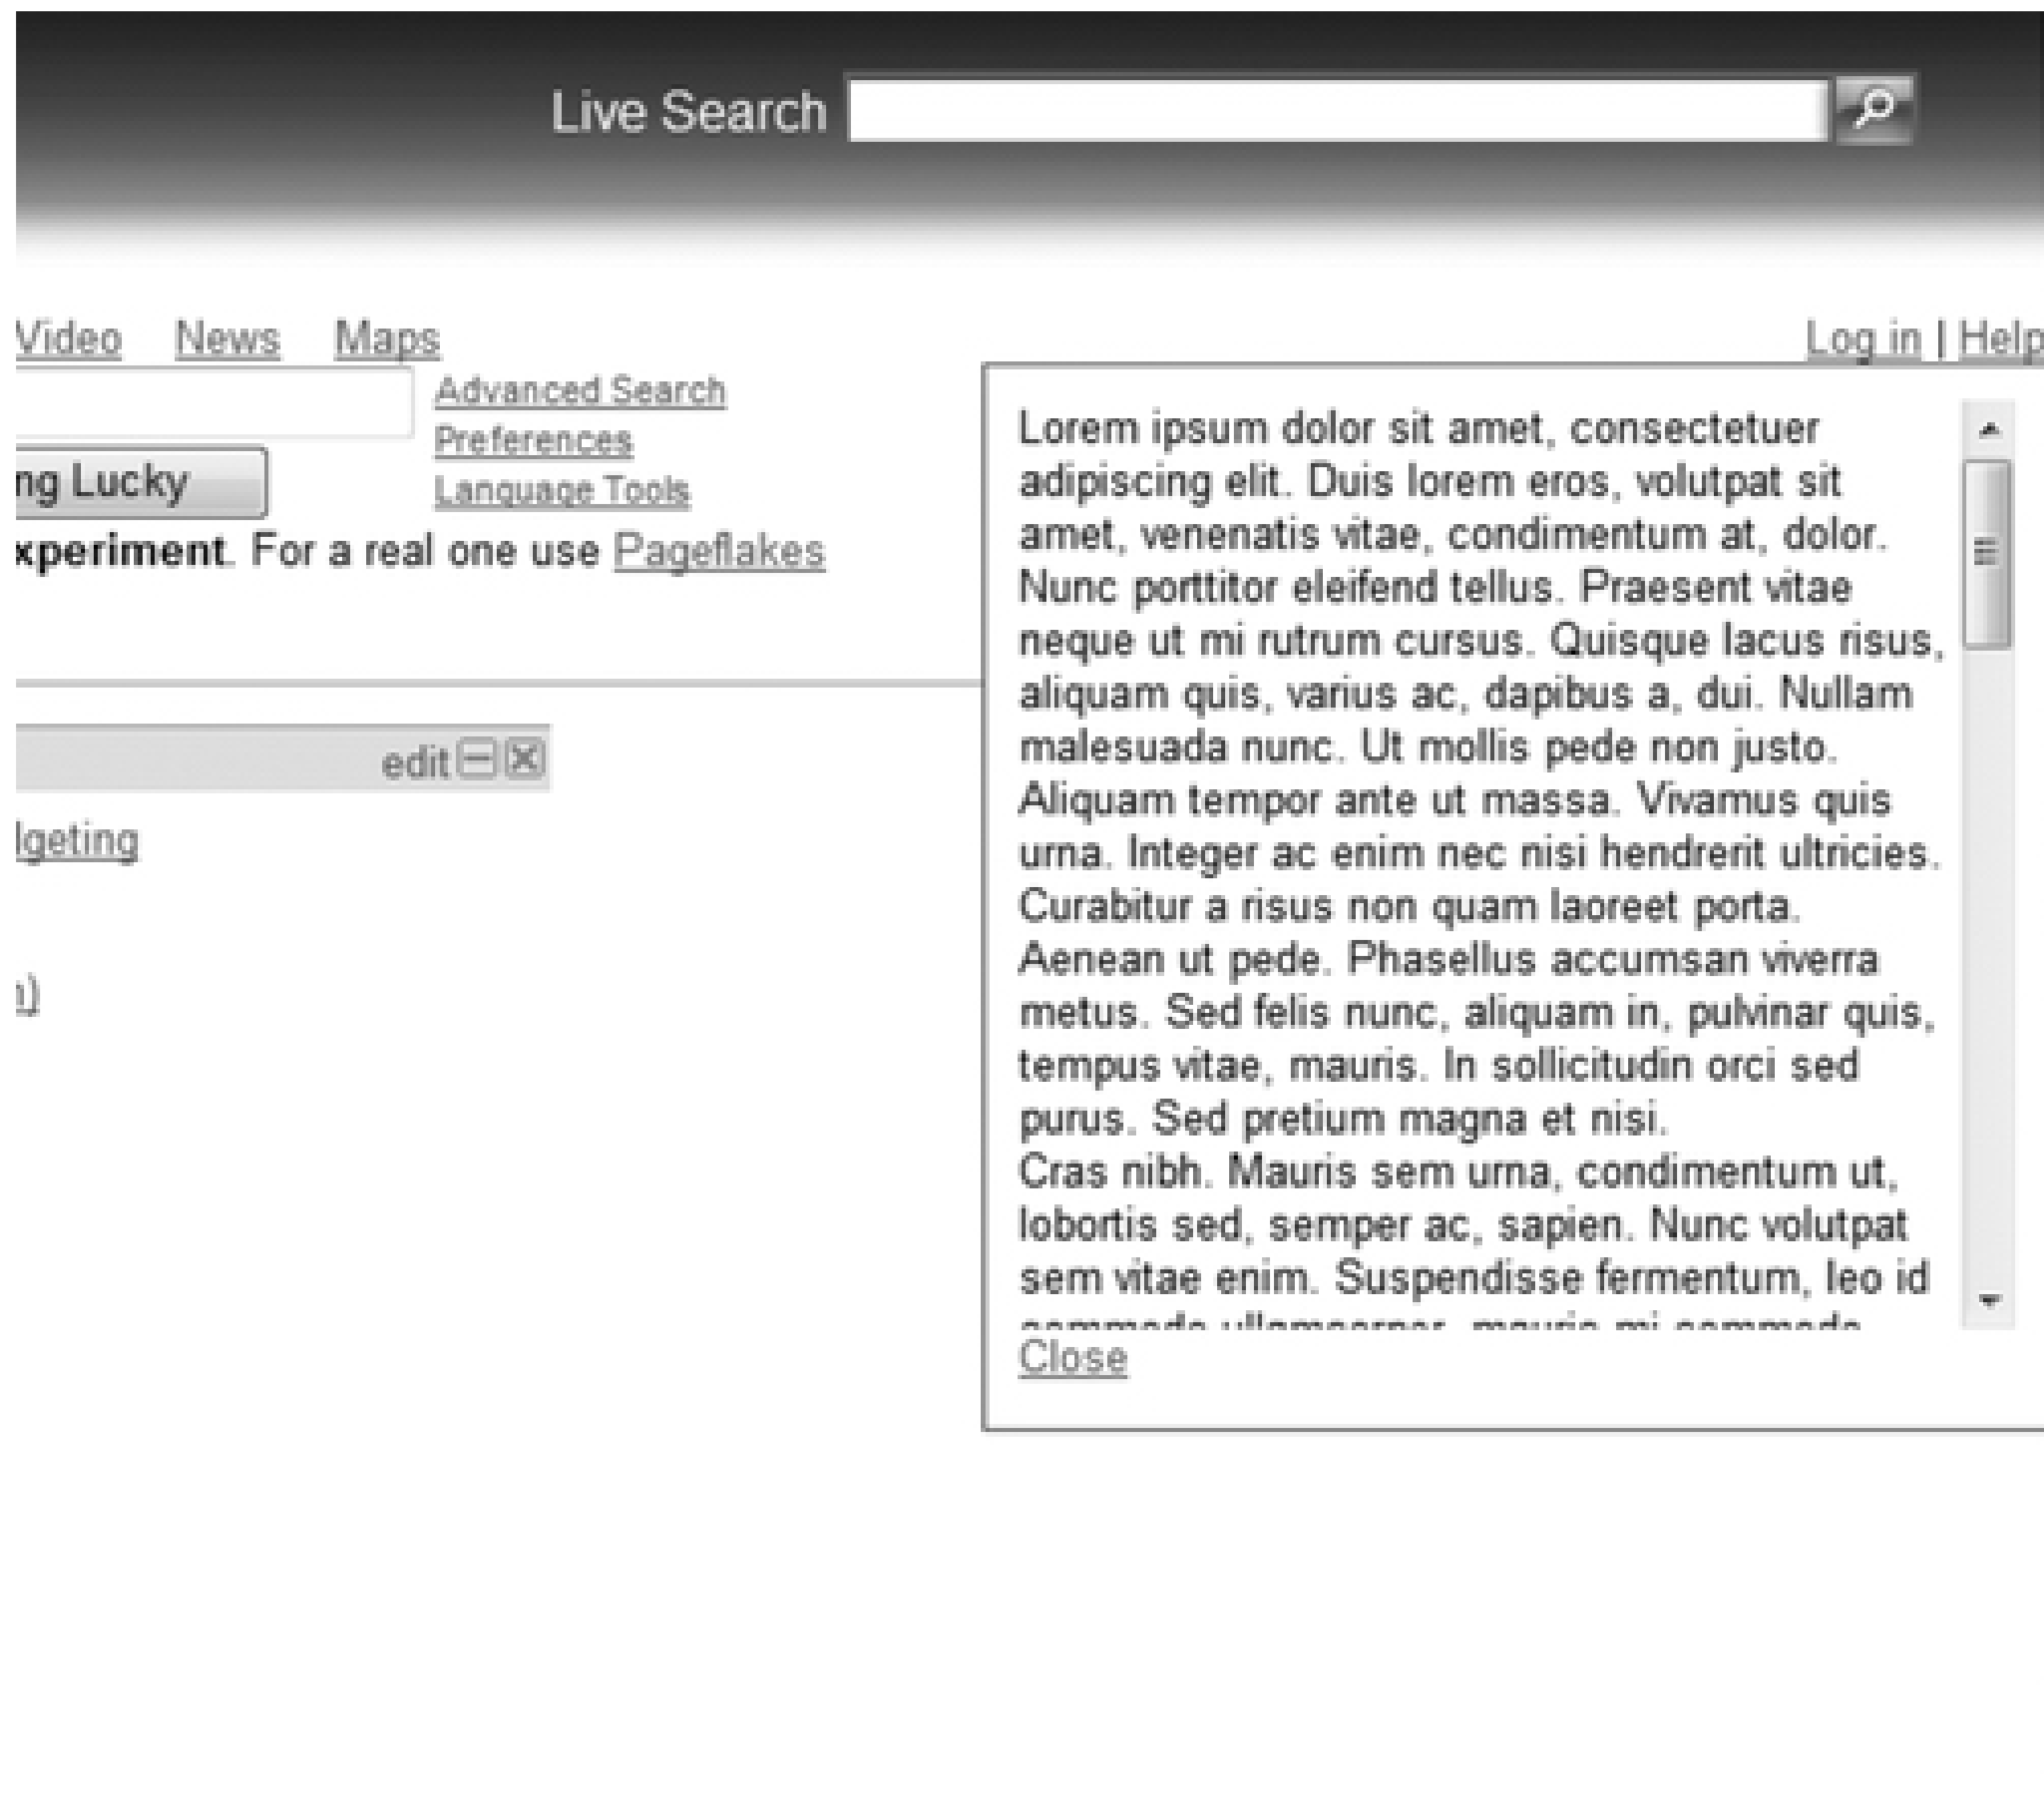 Live Search
Video News Maps
Log in | Help
Advanced Search
Preferences
ng Lucky
Language Tools
xperiment. For a real one use Pageflakes
edit
lgeting
Lorem ipsum dolor sit amet, consectetuer
adipiscing elit. Duis lorem eros, volutpat sit
amet, venenatis vitae, condimentum at, dolor.
Nunc porttitor eleifend tellus. Praesent vitae
neque ut mi rutrum cursus. Quisque lacus risus,
aliquam quis, varius ac, dapibus a, dui. Nullam
malesuada nunc. Ut mollis pede non justo.
Aliquam tempor ante ut massa. Vivamus quis
urna. Integer ac enim nec nisi hendrerit ultricies.
Curabitur a risus non quam laoreet porta.
Aenean ut pede. Phasellus accumsan viverra
metus. Sed felis nunc, aliquam in, pulvinar quis,
tempus vitae, mauris. In sollicitudin orci sed
purus. Sed pretium magna et nisi.
Cras nibh. Mauris sem urna, condimentum ut,
lobortis sed, semper ac, sapien. Nunc volutpat
sem vitae enim. Suspendisse fermentum, leo id
Close